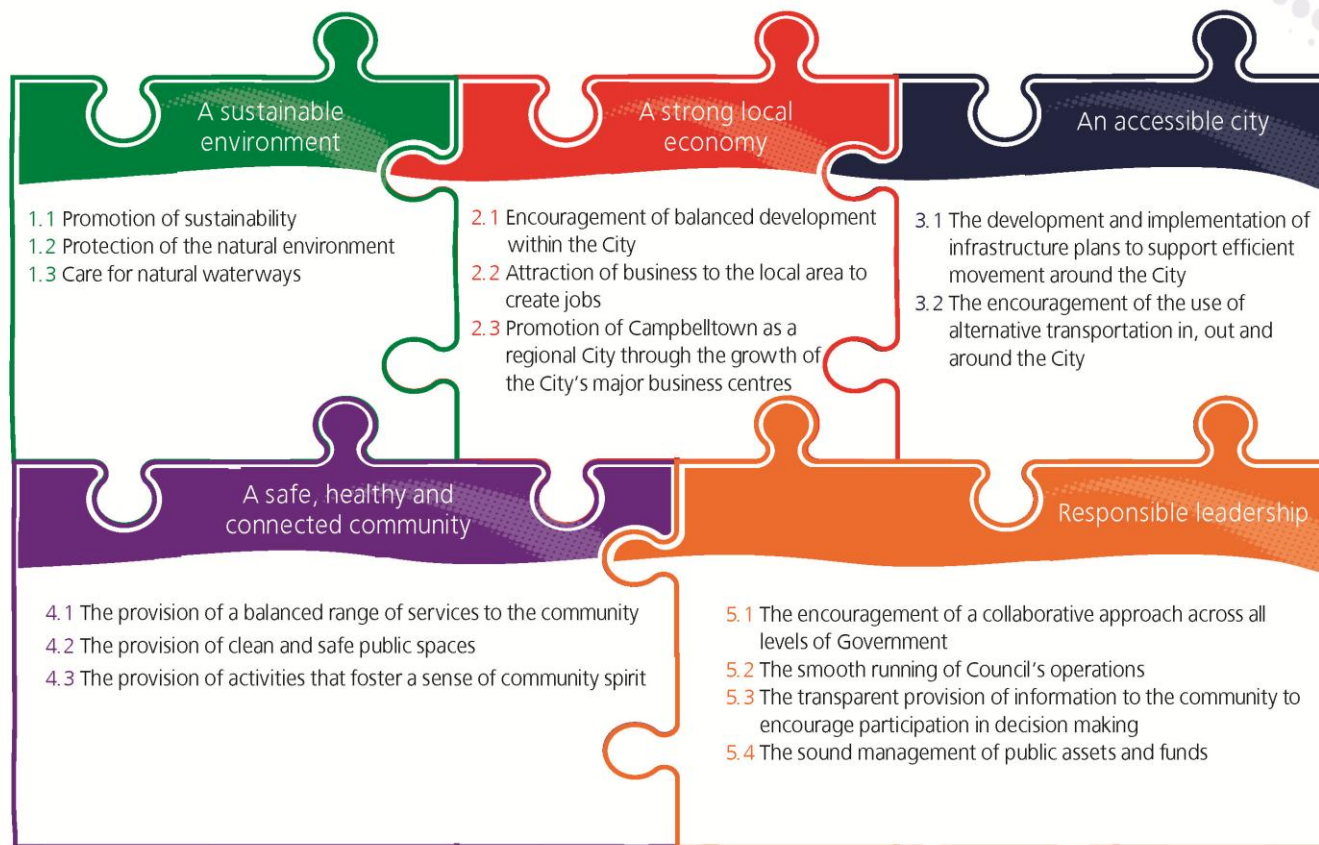 A sustainable
environment
1.1 Promotion of sustainability
1.2 Protection of the natural environment
1.3 Care for natural waterways
A strong local
economy
2.1 Encouragement of balanced development
within the City
2.2 Attraction of business to the local area to
create jobs
2.3 Promotion of Campbelltown as a
regional City through the growth of
the City's major business centres
An accessible city
3.1 The development and implementation of
infrastructure plans to support efficient
movement around the City
3.2 The encouragement of the use of
alternative transportation in, out and
around the City
A safe, healthy and
connected community
4.1 The provision of a balanced range of services to the community
4.2 The provision of clean and safe public spaces
4.3 The provision of activities that foster a sense of community spirit
Responsible leadership
5.1 The encouragement of a collaborative approach across all
levels of Government
5.2 The smooth running of Council's operations
5.3 The transparent provision of information to the community to
encourage participation in decision making
5.4 The sound management of public assets and funds